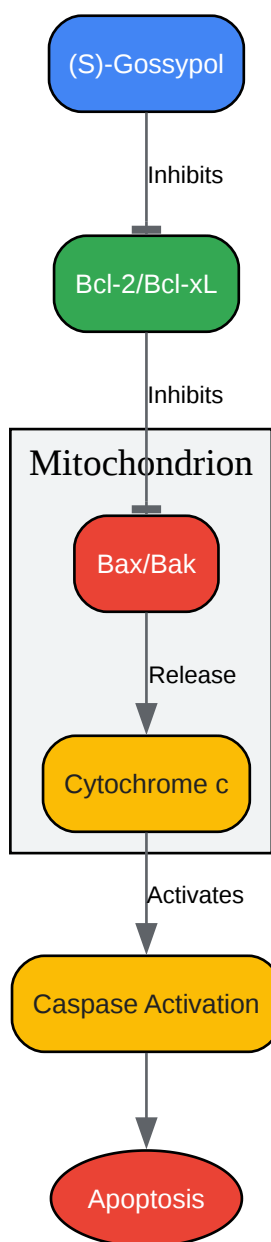 (S)-Gossypol
Inhibits
Bcl-2/Bcl-xL
Inhibits
Mitochondrion
Bax/Bak
Release
Cytochrome c
Activates
Caspase Activation
Apoptosis